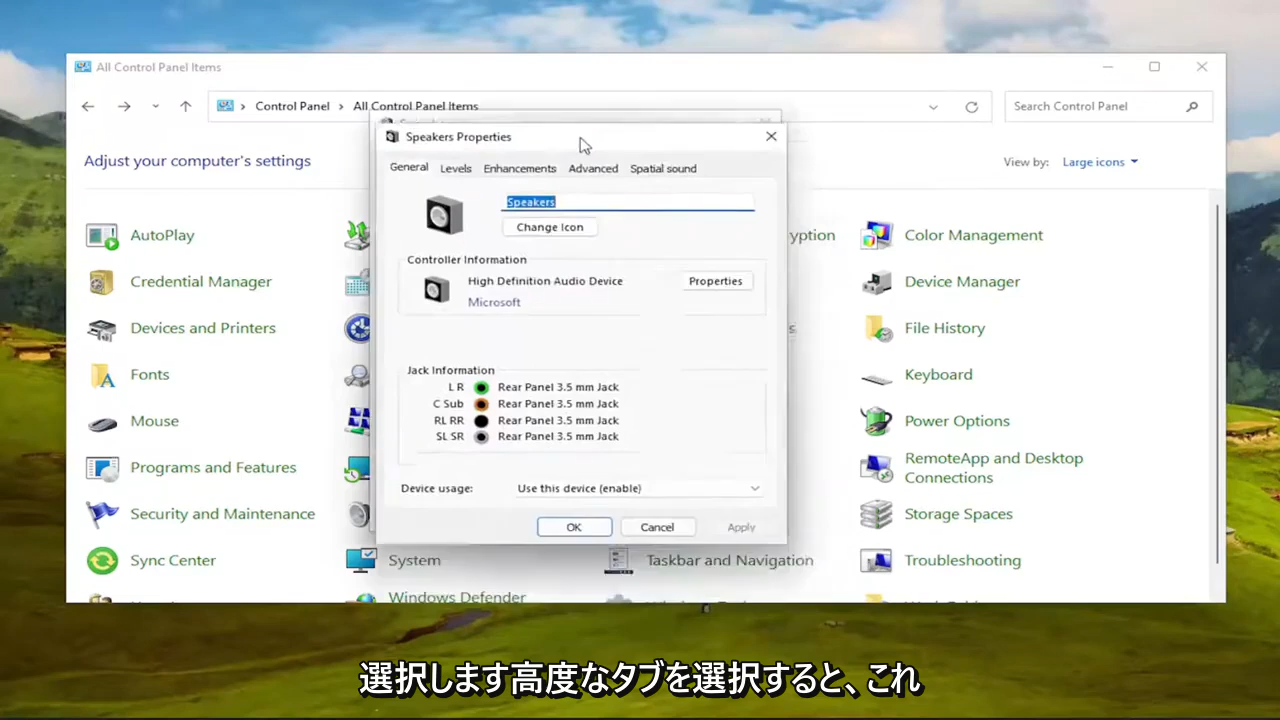 All Control Panel Items
Control Panel
All Control Panel Items
Search Control Panel
Speakers Properties
Adjust your computer's settings
View by:
Large icons
General
Levels
Enhancements
Advanced
Spatial sound
Speakers
Change Icon
AutoPlay
yption
Color Management
Controller Information
High Definition Audio Device
Properties
Microsoft
Credential Manager
Device Manager
Devices and Printers
s
File History
Jack Information
L R
Rear Panel 3.5 mm Jack
C Sub
Rear Panel 3.5 mm Jack
RL RR
Rear Panel 3.5 mm Jack
SL SR
Rear Panel 3.5 mm Jack
Fonts
Keyboard
Mouse
Power Options
Programs and Features
RemoteApp and Desktop
Connections
Device usage:
Use this device (enable)
Security and Maintenance
Storage Spaces
OK
Cancel
Apply
Sync Center
System
Taskbar and Navigation
Troubleshooting
Windows Defender
選択します高度なタブを選択すると、これ